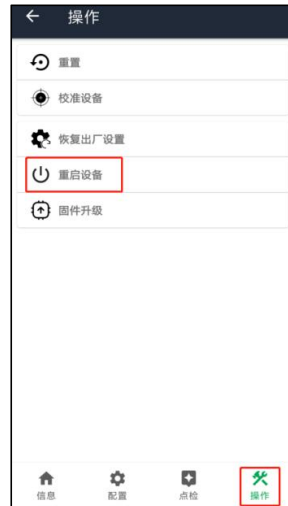 操作
重置
校准设备
恢复出厂设置
重启设备
固件升级
信息 配置 点检 操作